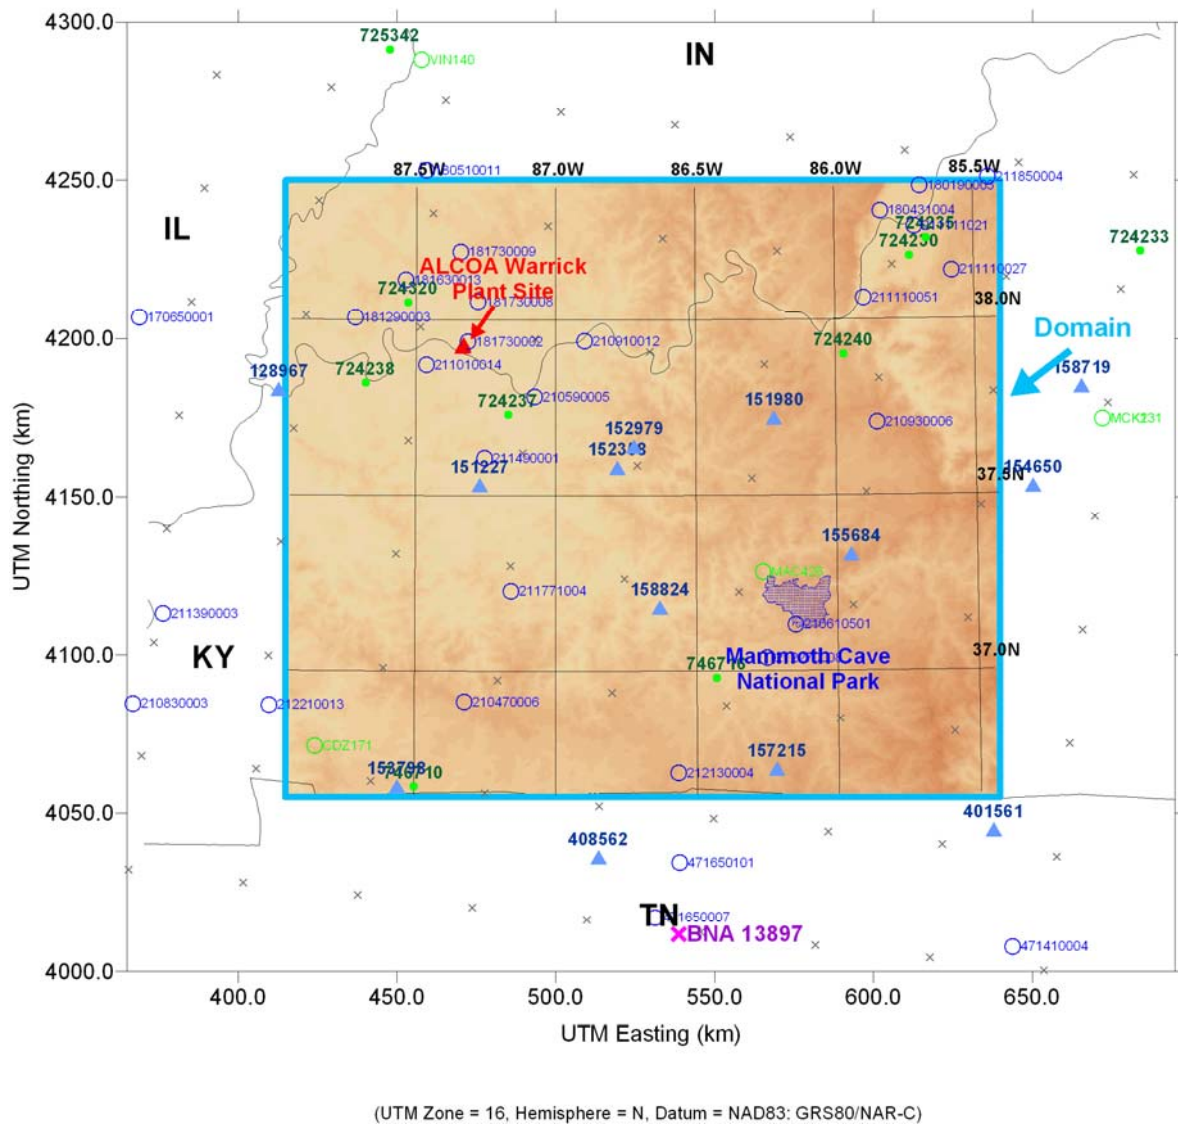 4300.0
725342
VIN140
IN
4250.0
87.5W
87.0W
86.5W
86.0W
85.5W
180510011
211850004
180190003
180431004
724235
724230
724233
IL
181730009
ALCOA Warrick
Plant Site
181630013
724320
181730008
211110027
211110051
38.0N
170650001
181290003
4200.0
181730002
210910012
724240
Domain
211010014
128967
724238
158719
210590005
724237
151980
210930006
MCK231
152979
211490001
151227
37.5N
154650
4150.0
155684
MAC426
211771004
158824
211390003
210610501
KY
4100.0
37.0N
Mammoth Cave
National Park
210830003
212210013
210470006
CDZ171
153798
746710
212130004
157215
4050.0
401561
408562
471650101
TN
471650007
BNA 13897
471410004
4000.0
400.0
450.0
500.0
550.0
600.0
650.0
UTM Northing (km)
UTM Easting (km)
(UTM Zone = 16, Hemisphere = N, Datum = NAD83: GRS80/NAR-C)